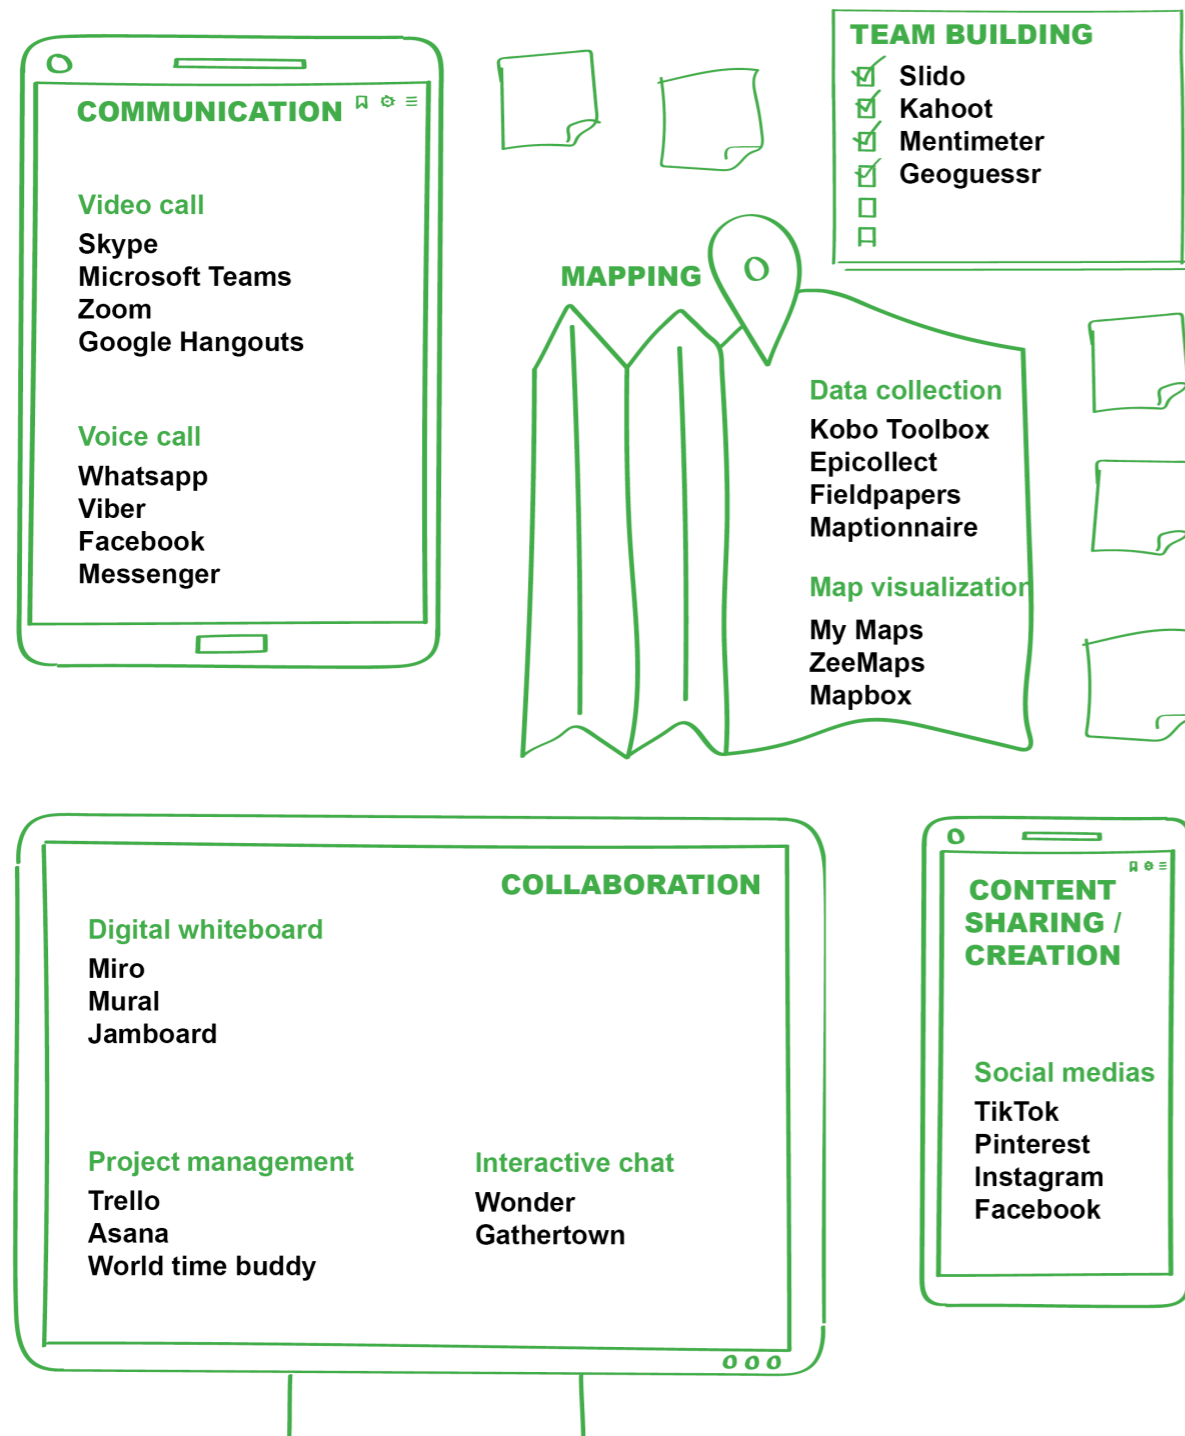 COMMUNICATION
Video call
Skype
Microsoft Teams
Zoom
Google Hangouts
Voice call
Whatsapp
Viber
Facebook
Messenger
TEAM BUILDING
Slido
Kahoot
Mentimeter
Geoguessr
MAPPING
Data collection
Kobo Toolbox
Epicollect
Fieldpapers
Maptionnaire
Map visualization
My Maps
ZeeMaps
Mapbox
COLLABORATION
Digital whiteboard
Miro
Mural
Jamboard
Project management
Trello
Asana
World time buddy
Interactive chat
Wonder
Gathertown
CONTENT
SHARING /
CREATION
Social medias
TikTok
Pinterest
Instagram
Facebook